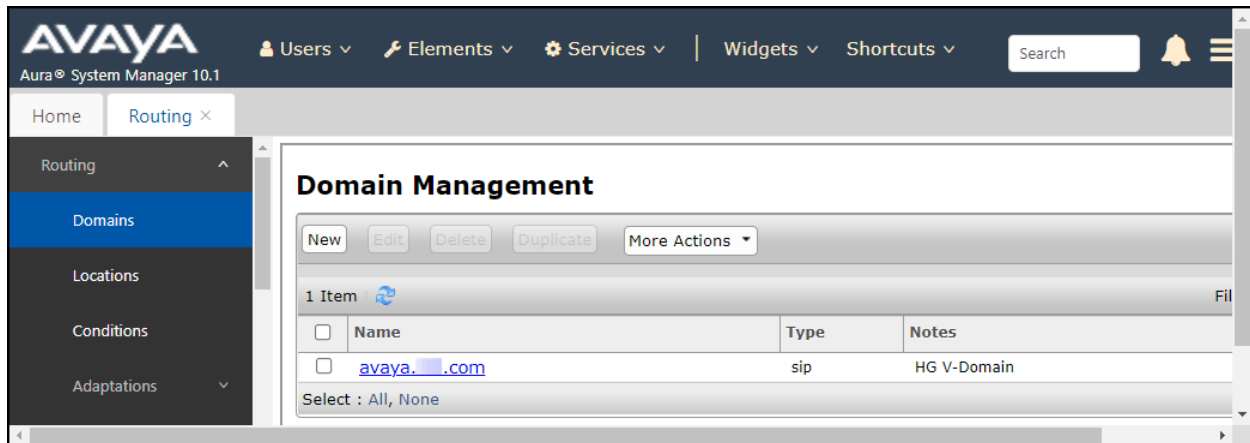 AVAYA
Aura® System Manager 10.1
Users Elements Services | Widgets Shortcuts Search
Home Routing ×
Routing
Domains
Locations
Conditions
Adaptations
Domain Management
New Edit Delete Duplicate More Actions
1 Item Fil
Name Type Notes
avaya. .com sip HG V-Domain
Select : All, None